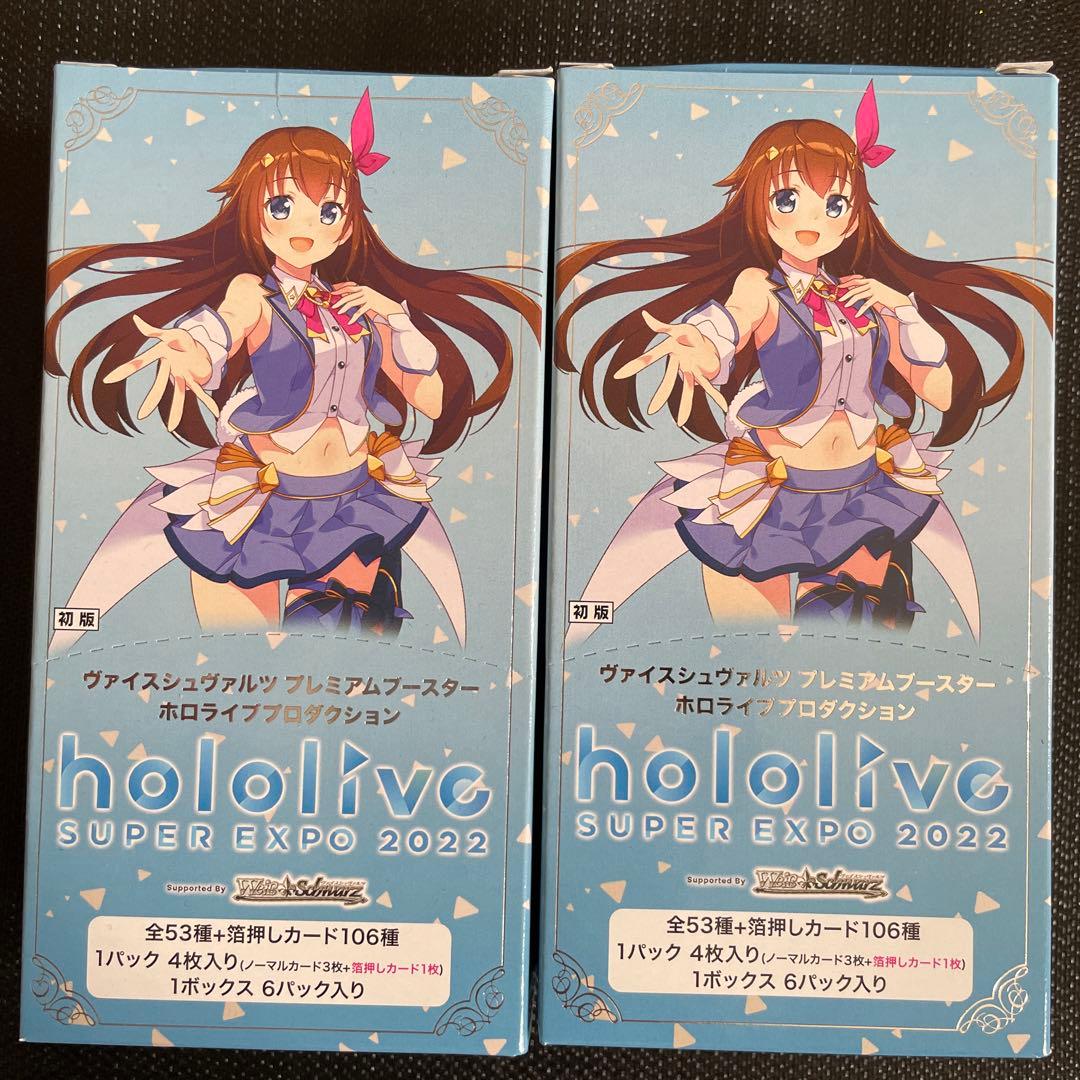 初版
ヴァイスシュヴァルツ プレミアムブースター
ホロライブプロダクション
hololive
SUPER EXPO 2022
Supported By Weiß Schwarz
全53種+箔押しカード106種
1パック 4枚入り(ノーマルカード3枚+箔押しカード1枚)
1ボックス 6パック入り
初版
ヴァイスシュヴァルツ プレミアムブースター
ホロライブプロダクション
hololive
SUPER EXPO 2022
Supported By Weiß Schwarz
全53種+箔押しカード106種
1パック 4枚入り(ノーマルカード3枚+箔押しカード1枚)
1ボックス 6パック入り